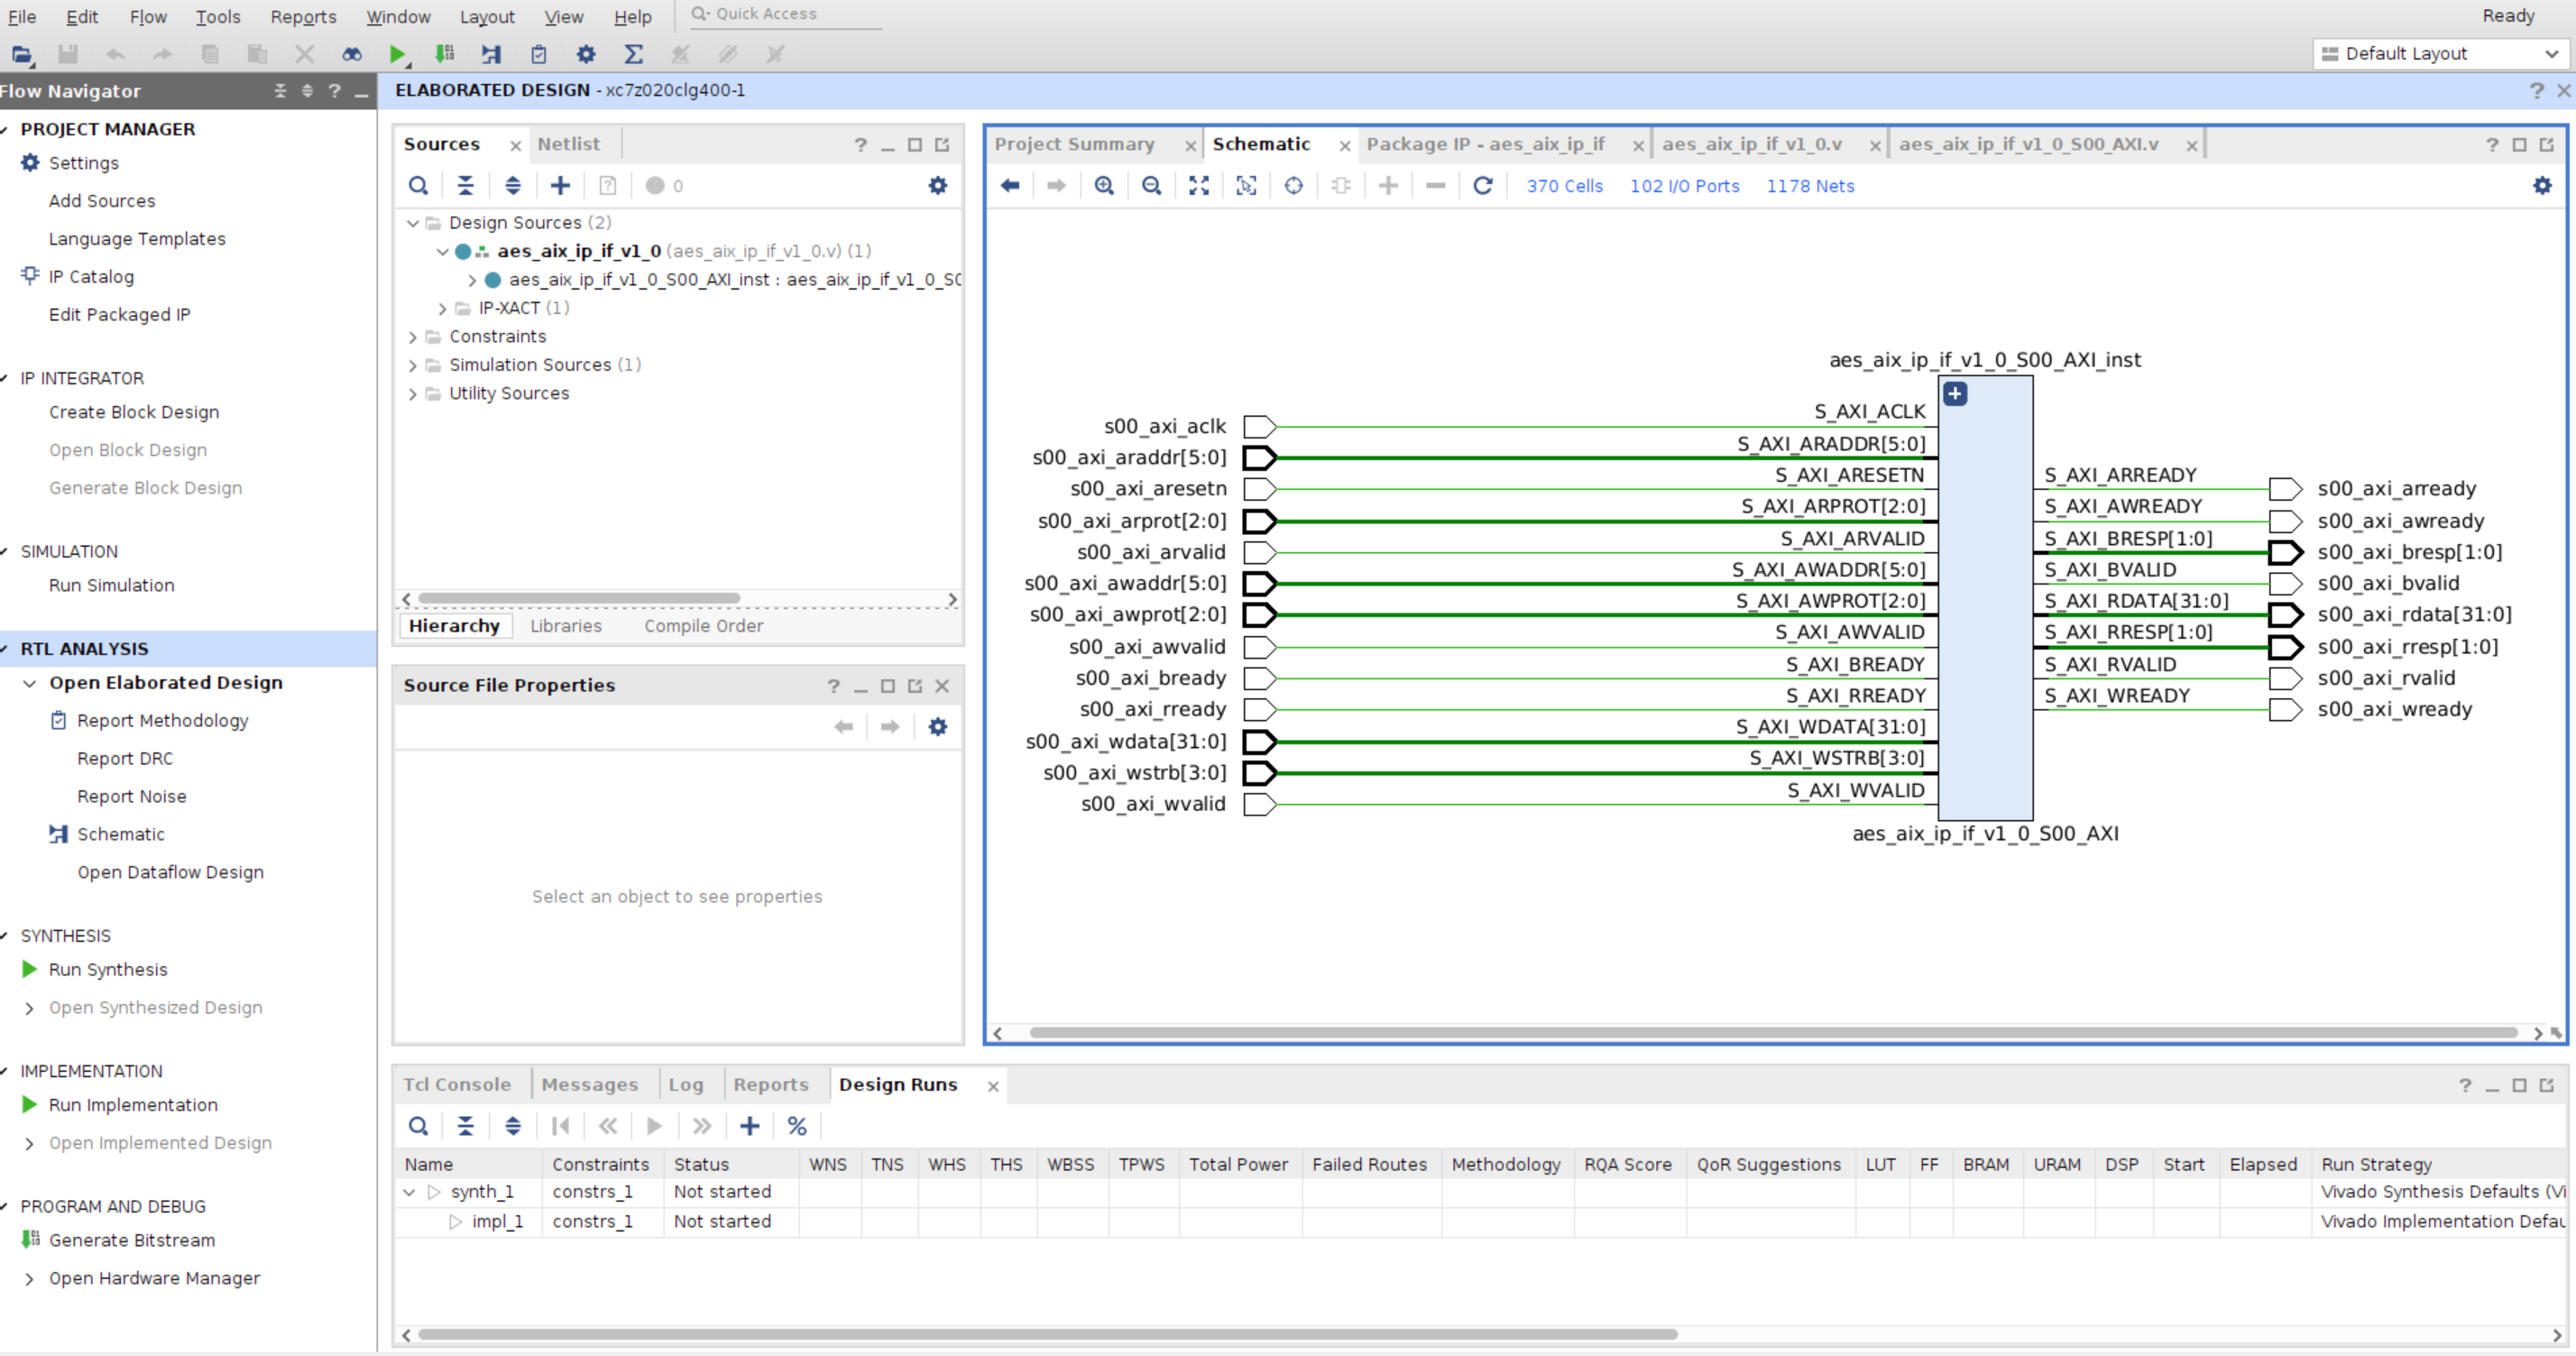 File Edit Flow Tools Reports Window Layout View Help Quick Access Ready
Default Layout
Flow Navigator
PROJECT MANAGER
Settings
Add Sources
Language Templates
IP Catalog
Edit Packaged IP
IP INTEGRATOR
Create Block Design
Open Block Design
Generate Block Design
SIMULATION
Run Simulation
RTL ANALYSIS
Open Elaborated Design
Report Methodology
Report DRC
Report Noise
Schematic
Open Dataflow Design
SYNTHESIS
Run Synthesis
Open Synthesized Design
IMPLEMENTATION
Run Implementation
Open Implemented Design
PROGRAM AND DEBUG
Generate Bitstream
Open Hardware Manager
ELABORATED DESIGN - xc7z020clg400-1
Sources Netlist
0
Design Sources (2)
aes_aix_ip_if_v1_0 (aes_aix_ip_if_v1_0.v) (1)
aes_aix_ip_if_v1_0_S00_AXI_inst : aes_aix_ip_if_v1_0_S0
IP-XACT (1)
Constraints
Simulation Sources (1)
Utility Sources
Hierarchy Libraries Compile Order
Source File Properties
Select an object to see properties
Project Summary Schematic Package IP - aes_aix_ip_if aes_aix_ip_if_v1_0.v aes_aix_ip_if_v1_0_S00_AXI.v
370 Cells 102 I/O Ports 1178 Nets
aes_aix_ip_if_v1_0_S00_AXI_inst
s00_axi_aclk S_AXI_ACLK
s00_axi_araddr[5:0] S_AXI_ARADDR[5:0]
s00_axi_aresetn S_AXI_ARESETN S_AXI_ARREADY s00_axi_arready
s00_axi_arprot[2:0] S_AXI_ARPROT[2:0] S_AXI_AWREADY s00_axi_awready
s00_axi_arvalid S_AXI_ARVALID S_AXI_BRESP[1:0] s00_axi_bresp[1:0]
s00_axi_awaddr[5:0] S_AXI_AWADDR[5:0] S_AXI_BVALID s00_axi_bvalid
s00_axi_awprot[2:0] S_AXI_AWPROT[2:0] S_AXI_RDATA[31:0] s00_axi_rdata[31:0]
s00_axi_awvalid S_AXI_AWVALID S_AXI_RRESP[1:0] s00_axi_rresp[1:0]
s00_axi_bready S_AXI_BREADY S_AXI_RVALID s00_axi_rvalid
s00_axi_rready S_AXI_RREADY S_AXI_WREADY s00_axi_wready
s00_axi_wdata[31:0] S_AXI_WDATA[31:0]
s00_axi_wstrb[3:0] S_AXI_WSTRB[3:0]
s00_axi_wvalid S_AXI_WVALID
aes_aix_ip_if_v1_0_S00_AXI
Tcl Console Messages Log Reports Design Runs
Name Constraints Status WNS TNS WHS THS WBSS TPWS Total Power Failed Routes Methodology RQA Score QoR Suggestions LUT FF BRAM URAM DSP Start Elapsed Run Strategy
synth_1 constrs_1 Not started Vivado Synthesis Defaults (Vi
impl_1 constrs_1 Not started Vivado Implementation Defau